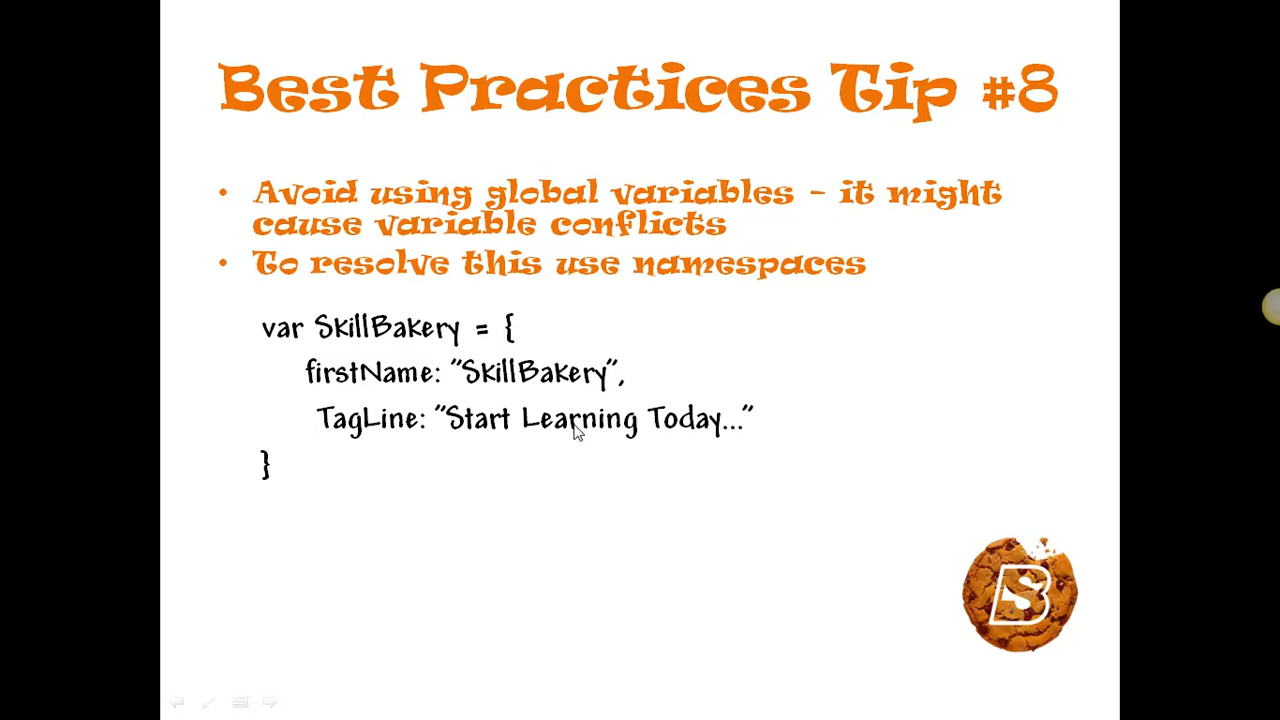 Best Practices Tip #8
• Avoid using global variables - it might
cause variable conflicts
• To resolve this use namespaces
var SkillBakery = {
firstName: "SkillBakery",
TagLine: "Start Learning Today..."
}
BS